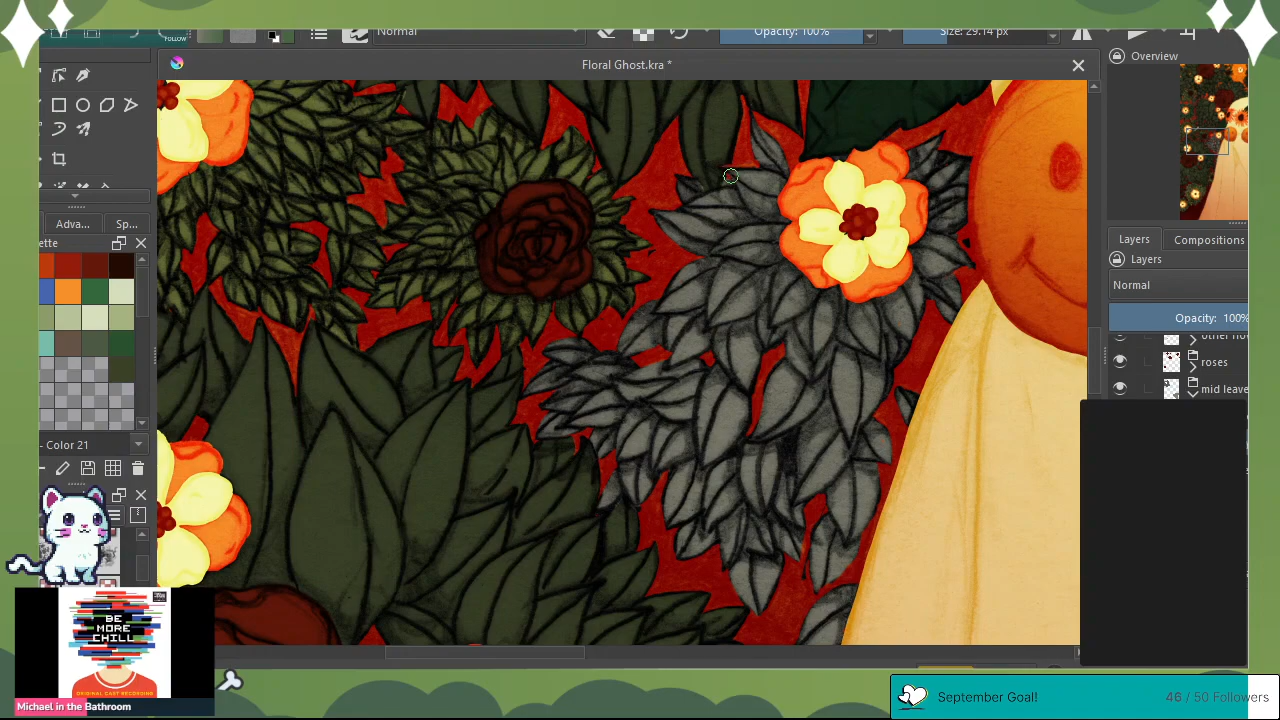 FOLLOW
Normal
Opacity: 100%
Size: 29.14 px
Floral Ghost.kra *
Overview
Adva...
Sp...
ette
Layers
Compositions
Layers
Normal
Opacity: 100%
roses
mid leave
- Color 21
BE
MORE
CHILL
ORIGINAL CAST RECORDING
Michael in the Bathroom
September Goal!
46 / 50 Followers